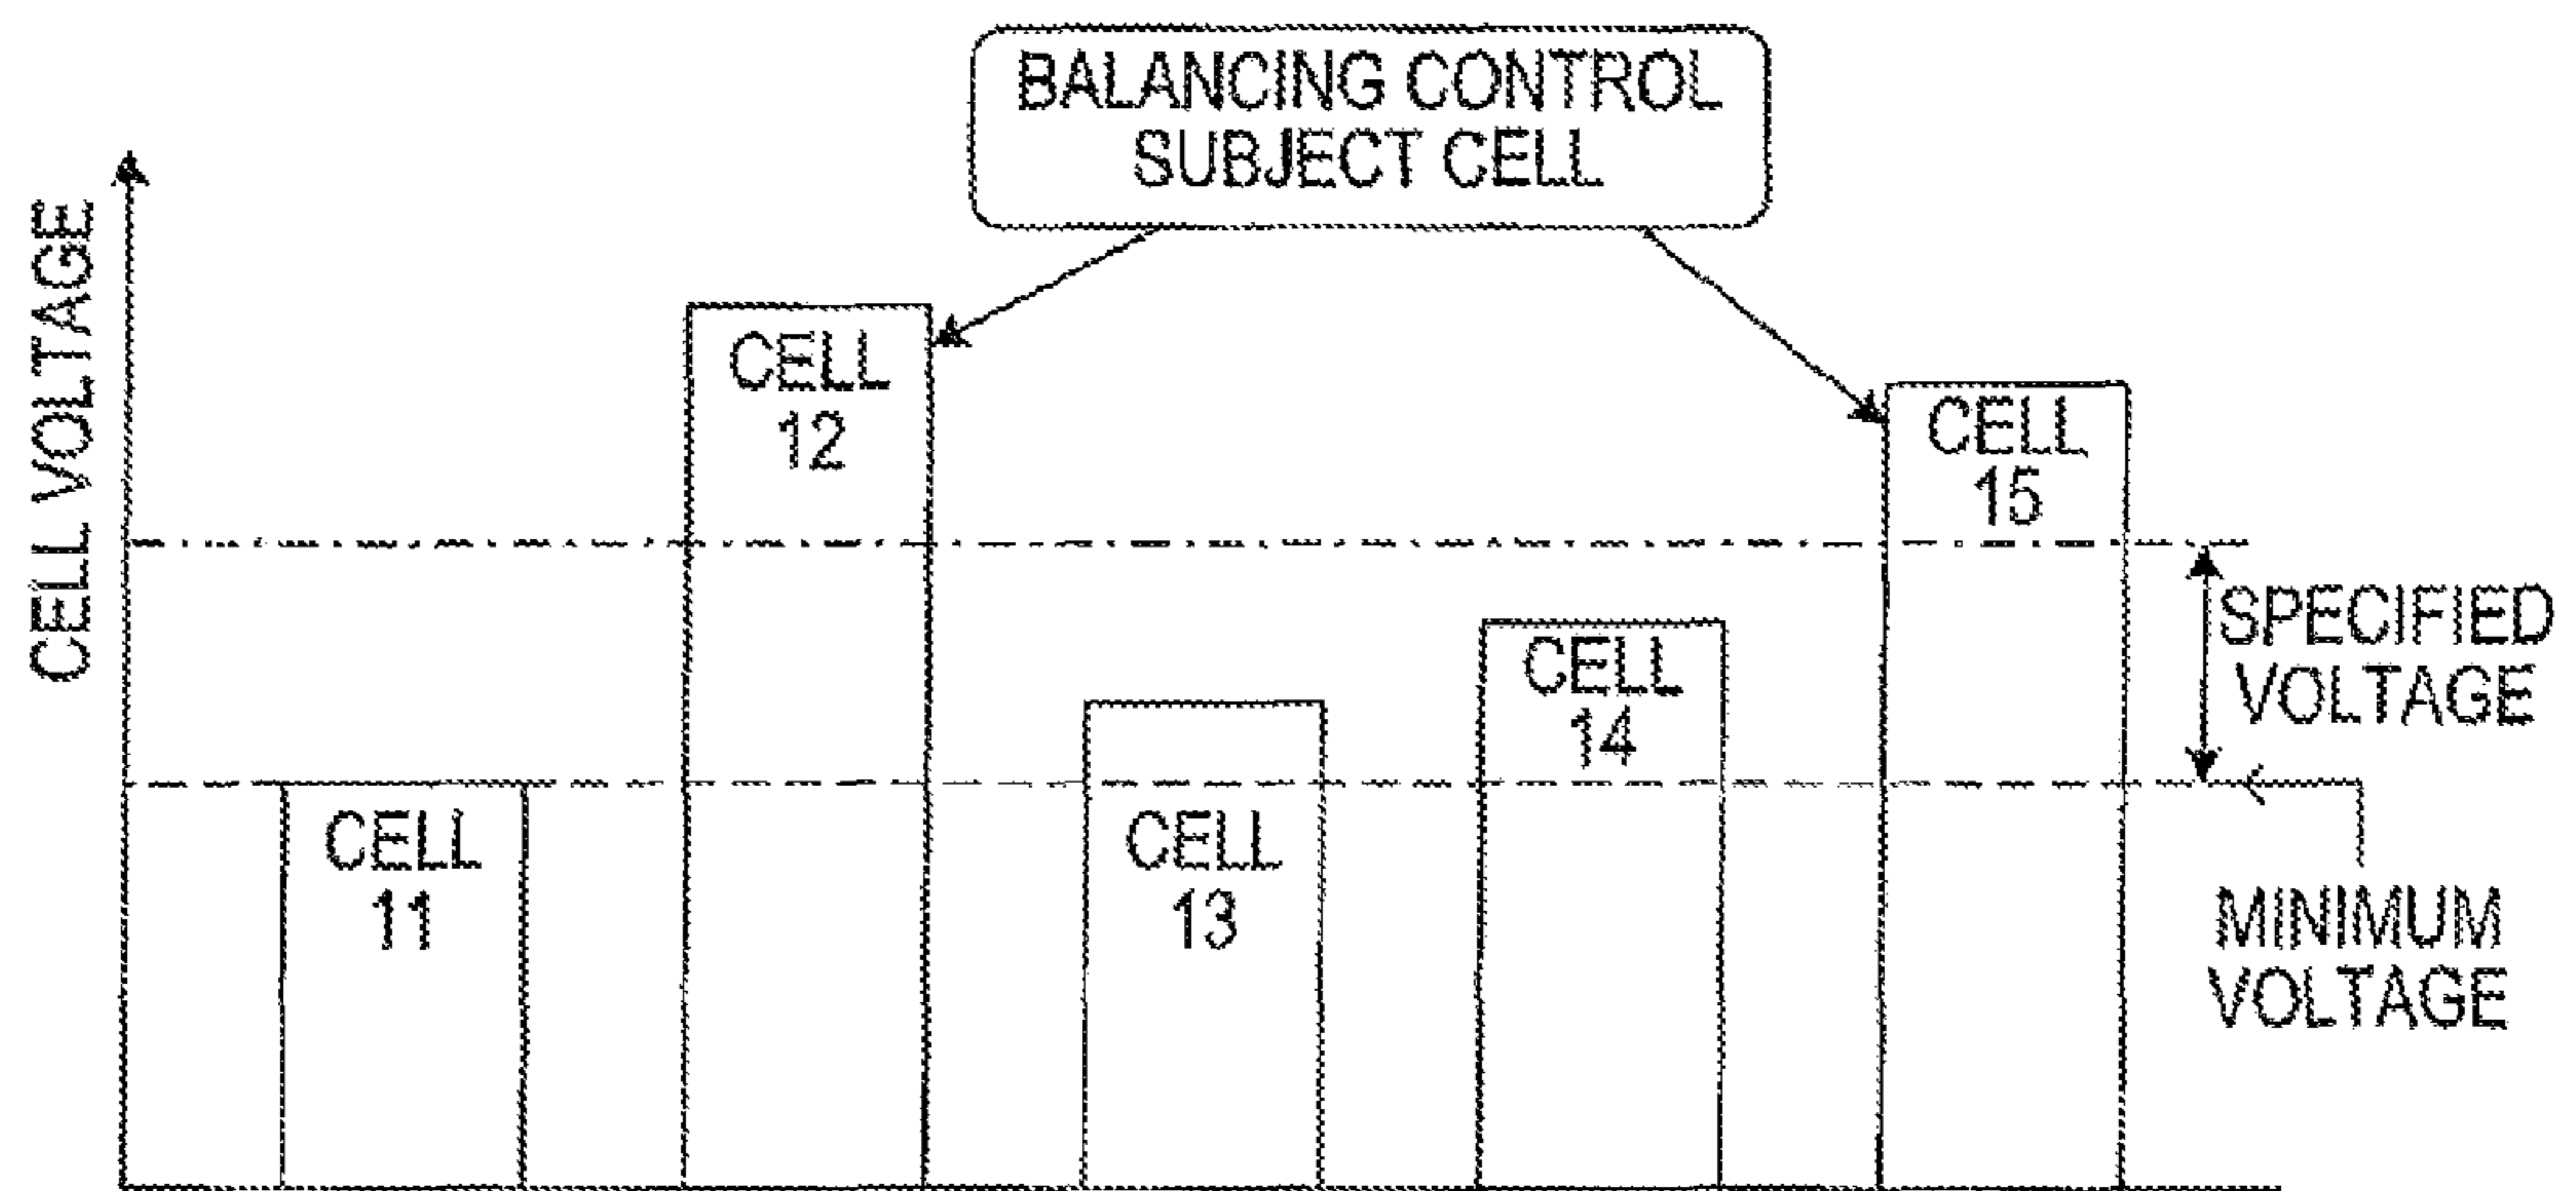 BALANCING CONTROL
SUBJECT CELL
CELL VOLTAGE
CELL
12
CELL
15
SPECIFIED
VOLTAGE
CELL
14
CELL
11
CELL
13
MINIMUM
VOLTAGE